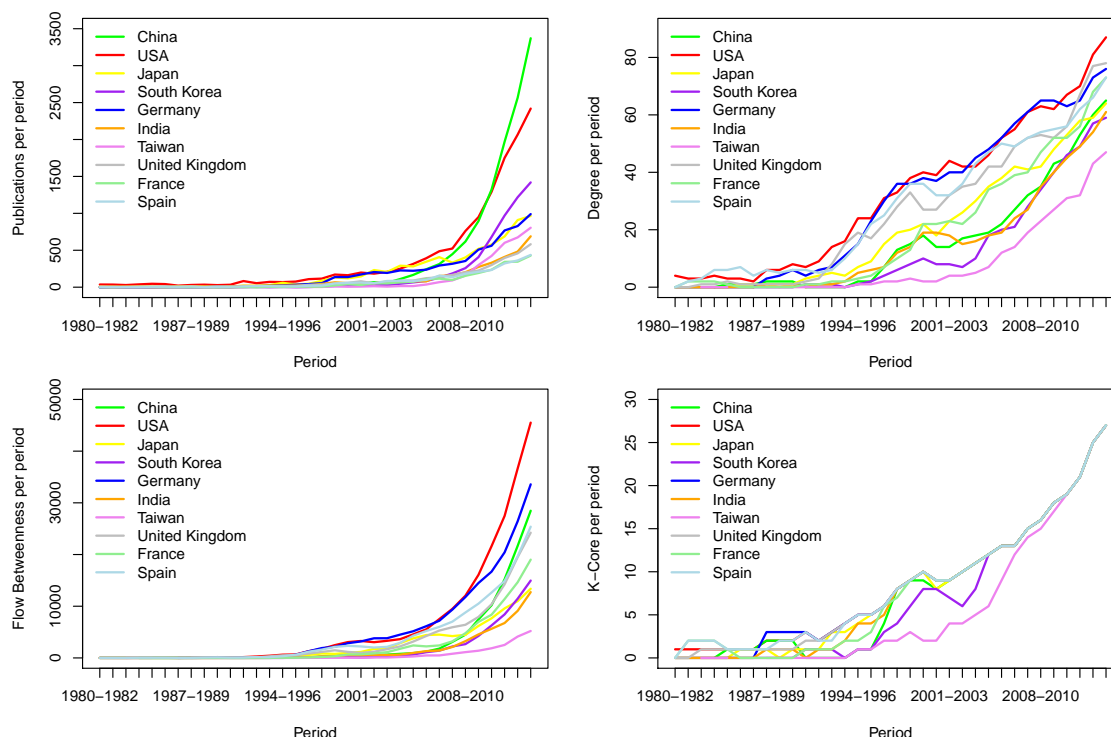 Publications per period
3500
2500
1500
500
0
China
USA
Japan
South Korea
Germany
India
Taiwan
United Kingdom
France
Spain
1980−1982 1987−1989 1994−1996 2001−2003 2008−2010
Period
Degree per period
80
60
40
20
0
China
USA
Japan
South Korea
Germany
India
Taiwan
United Kingdom
France
Spain
1980−1982 1987−1989 1994−1996 2001−2003 2008−2010
Period
Flow Betweenness per period
50000
30000
10000
0
China
USA
Japan
South Korea
Germany
India
Taiwan
United Kingdom
France
Spain
1980−1982 1987−1989 1994−1996 2001−2003 2008−2010
Period
K−Core per period
30
25
20
15
10
5
0
China
USA
Japan
South Korea
Germany
India
Taiwan
United Kingdom
France
Spain
1980−1982 1987−1989 1994−1996 2001−2003 2008−2010
Period